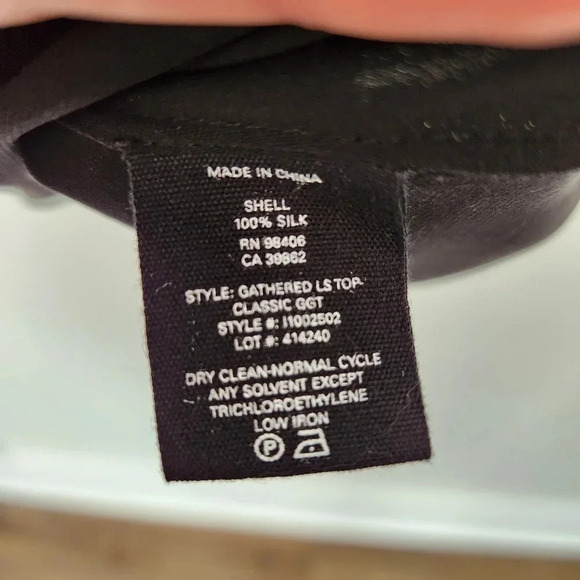 MADE IN CHINA
SHELL
100% SILK
RN 98406
CA 39862
STYLE: GATHERED LS TOP-
CLASSIC GGT
STYLE #: I1002502
LOT #: 414240
DRY CLEAN-NORMAL CYCLE
ANY SOLVENT EXCEPT
TRICHLOROETHYLENE
LOW IRON
P